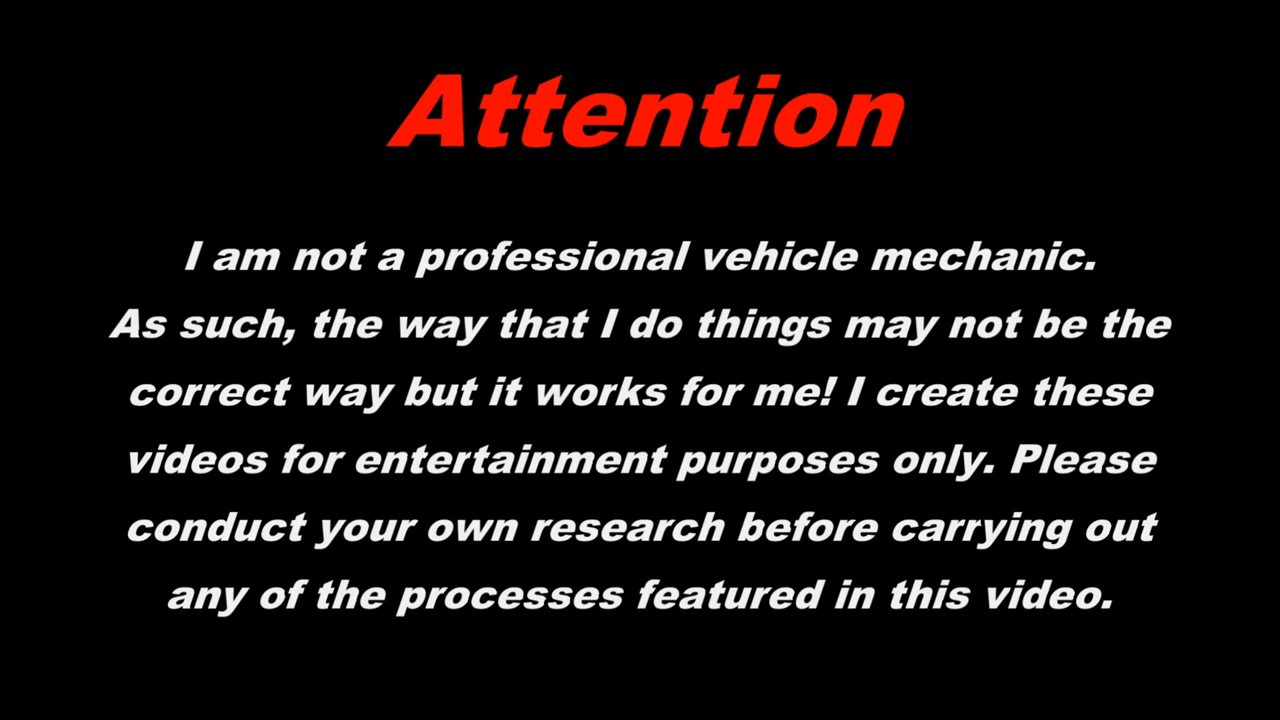 Attention
I am not a professional vehicle mechanic.
As such, the way that I do things may not be the
correct way but it works for me! I create these
videos for entertainment purposes only. Please
conduct your own research before carrying out
any of the processes featured in this video.